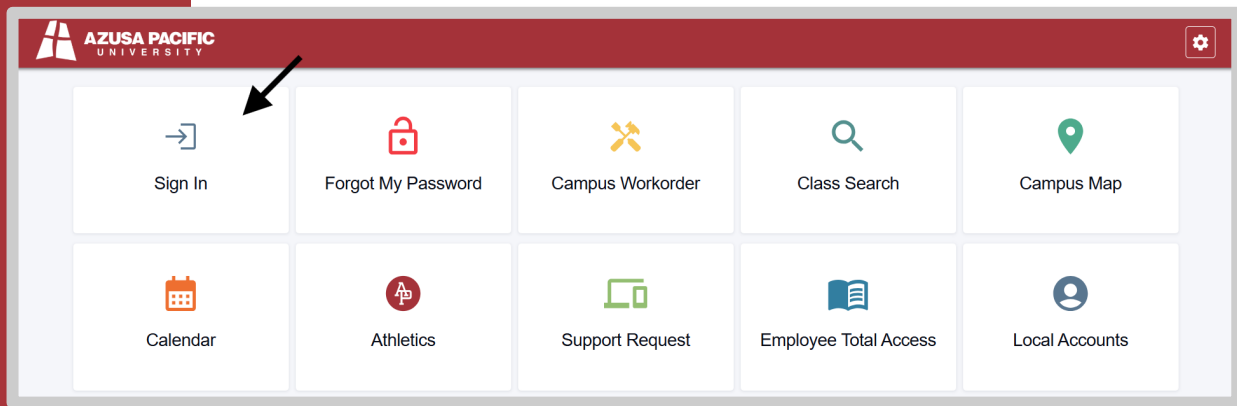 AZUSA PACIFIC
UNIVERSITY
Sign In
Forgot My Password
Campus Workorder
Class Search
Campus Map
Calendar
AP
Athletics
Support Request
Employee Total Access
Local Accounts